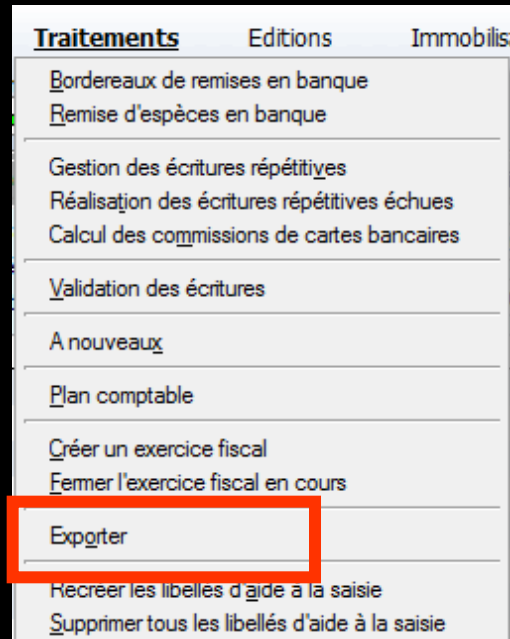 Traitements Editions Immobilis
Bordereaux de remises en banque
Remise d'espèces en banque
Gestion des écritures répétitives
Réalisation des écritures répétitives échues
Calcul des commissions de cartes bancaires
Validation des écritures
A nouveaux
Plan comptable
Créer un exercice fiscal
Fermer l'exercice fiscal en cours
Exporter
Recréer les libellés d'aide à la saisie
Supprimer tous les libellés d'aide à la saisie